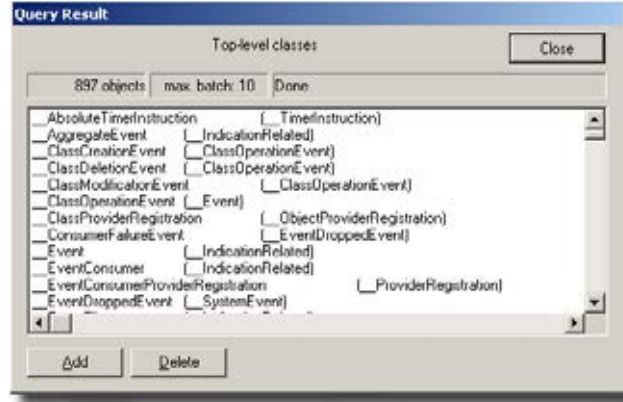 Query Result
Top-level classes
Close
897 objects max. batch: 10 Done
__AbsoluteTimerInstruction (__TimerInstruction)
__AggregateEvent (__IndicationRelated)
__ClassCreationEvent (__ClassOperationEvent)
__ClassDeletionEvent (__ClassOperationEvent)
__ClassModificationEvent (__ClassOperationEvent)
__ClassOperationEvent (__Event)
__ClassProviderRegistration (__ObjectProviderRegistration)
__ConsumerFailureEvent (__EventDroppedEvent)
__Event (__IndicationRelated)
__EventConsumer (__IndicationRelated)
__EventConsumerProviderRegistration (__ProviderRegistration)
__EventDroppedEvent (__SystemEvent)
Add Delete